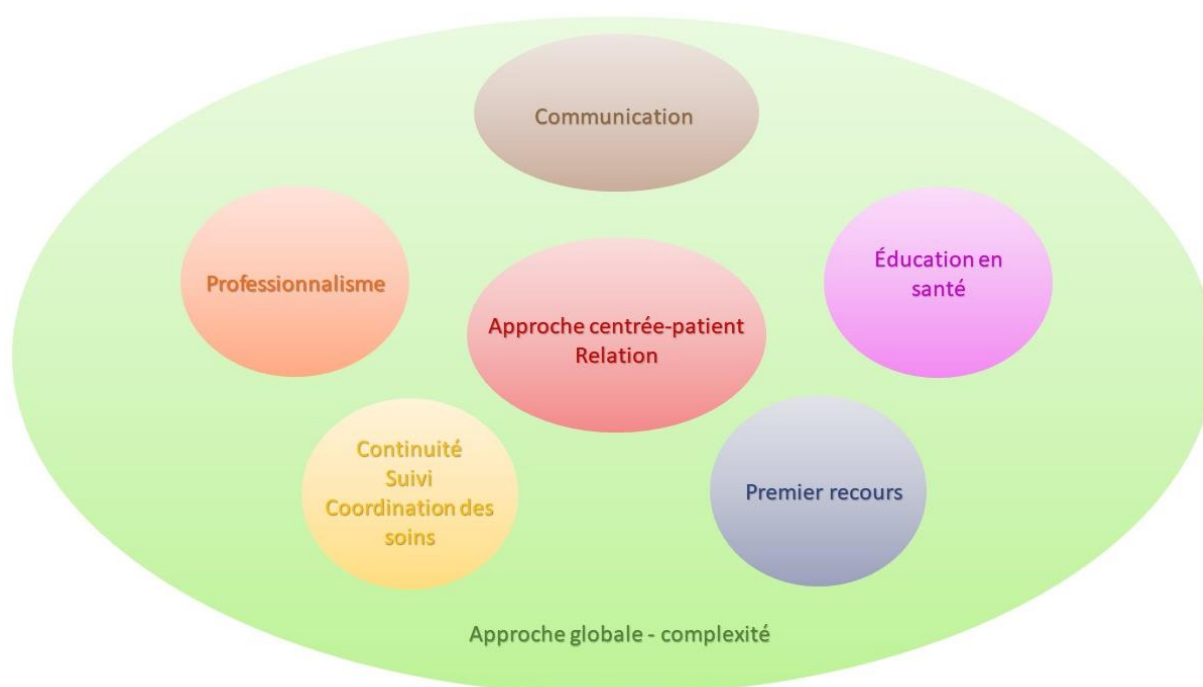 Communication
Professionnalisme
Éducation en
santé
Approche centrée-patient
Relation
Continuité
Suivi
Coordination des
soins
Premier recours
Approche globale - complexité